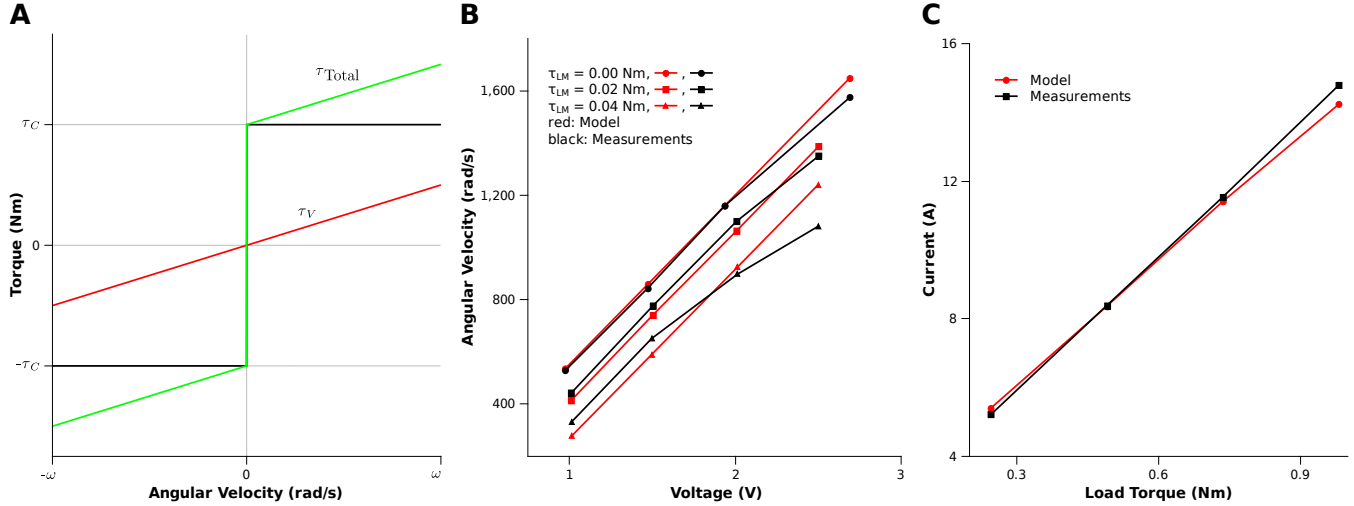 A
τTotal
τC
τV
0
-τC
-ω
0
ω
Torque (Nm)
Angular Velocity (rad/s)
B
τLM = 0.00 Nm, ,
τLM = 0.02 Nm, ,
τLM = 0.04 Nm, ,
red: Model
black: Measurements
1,600
1,200
800
400
1
2
3
Angular Velocity (rad/s)
Voltage (V)
C
Model
Measurements
16
12
8
4
0.3
0.6
0.9
Current (A)
Load Torque (Nm)